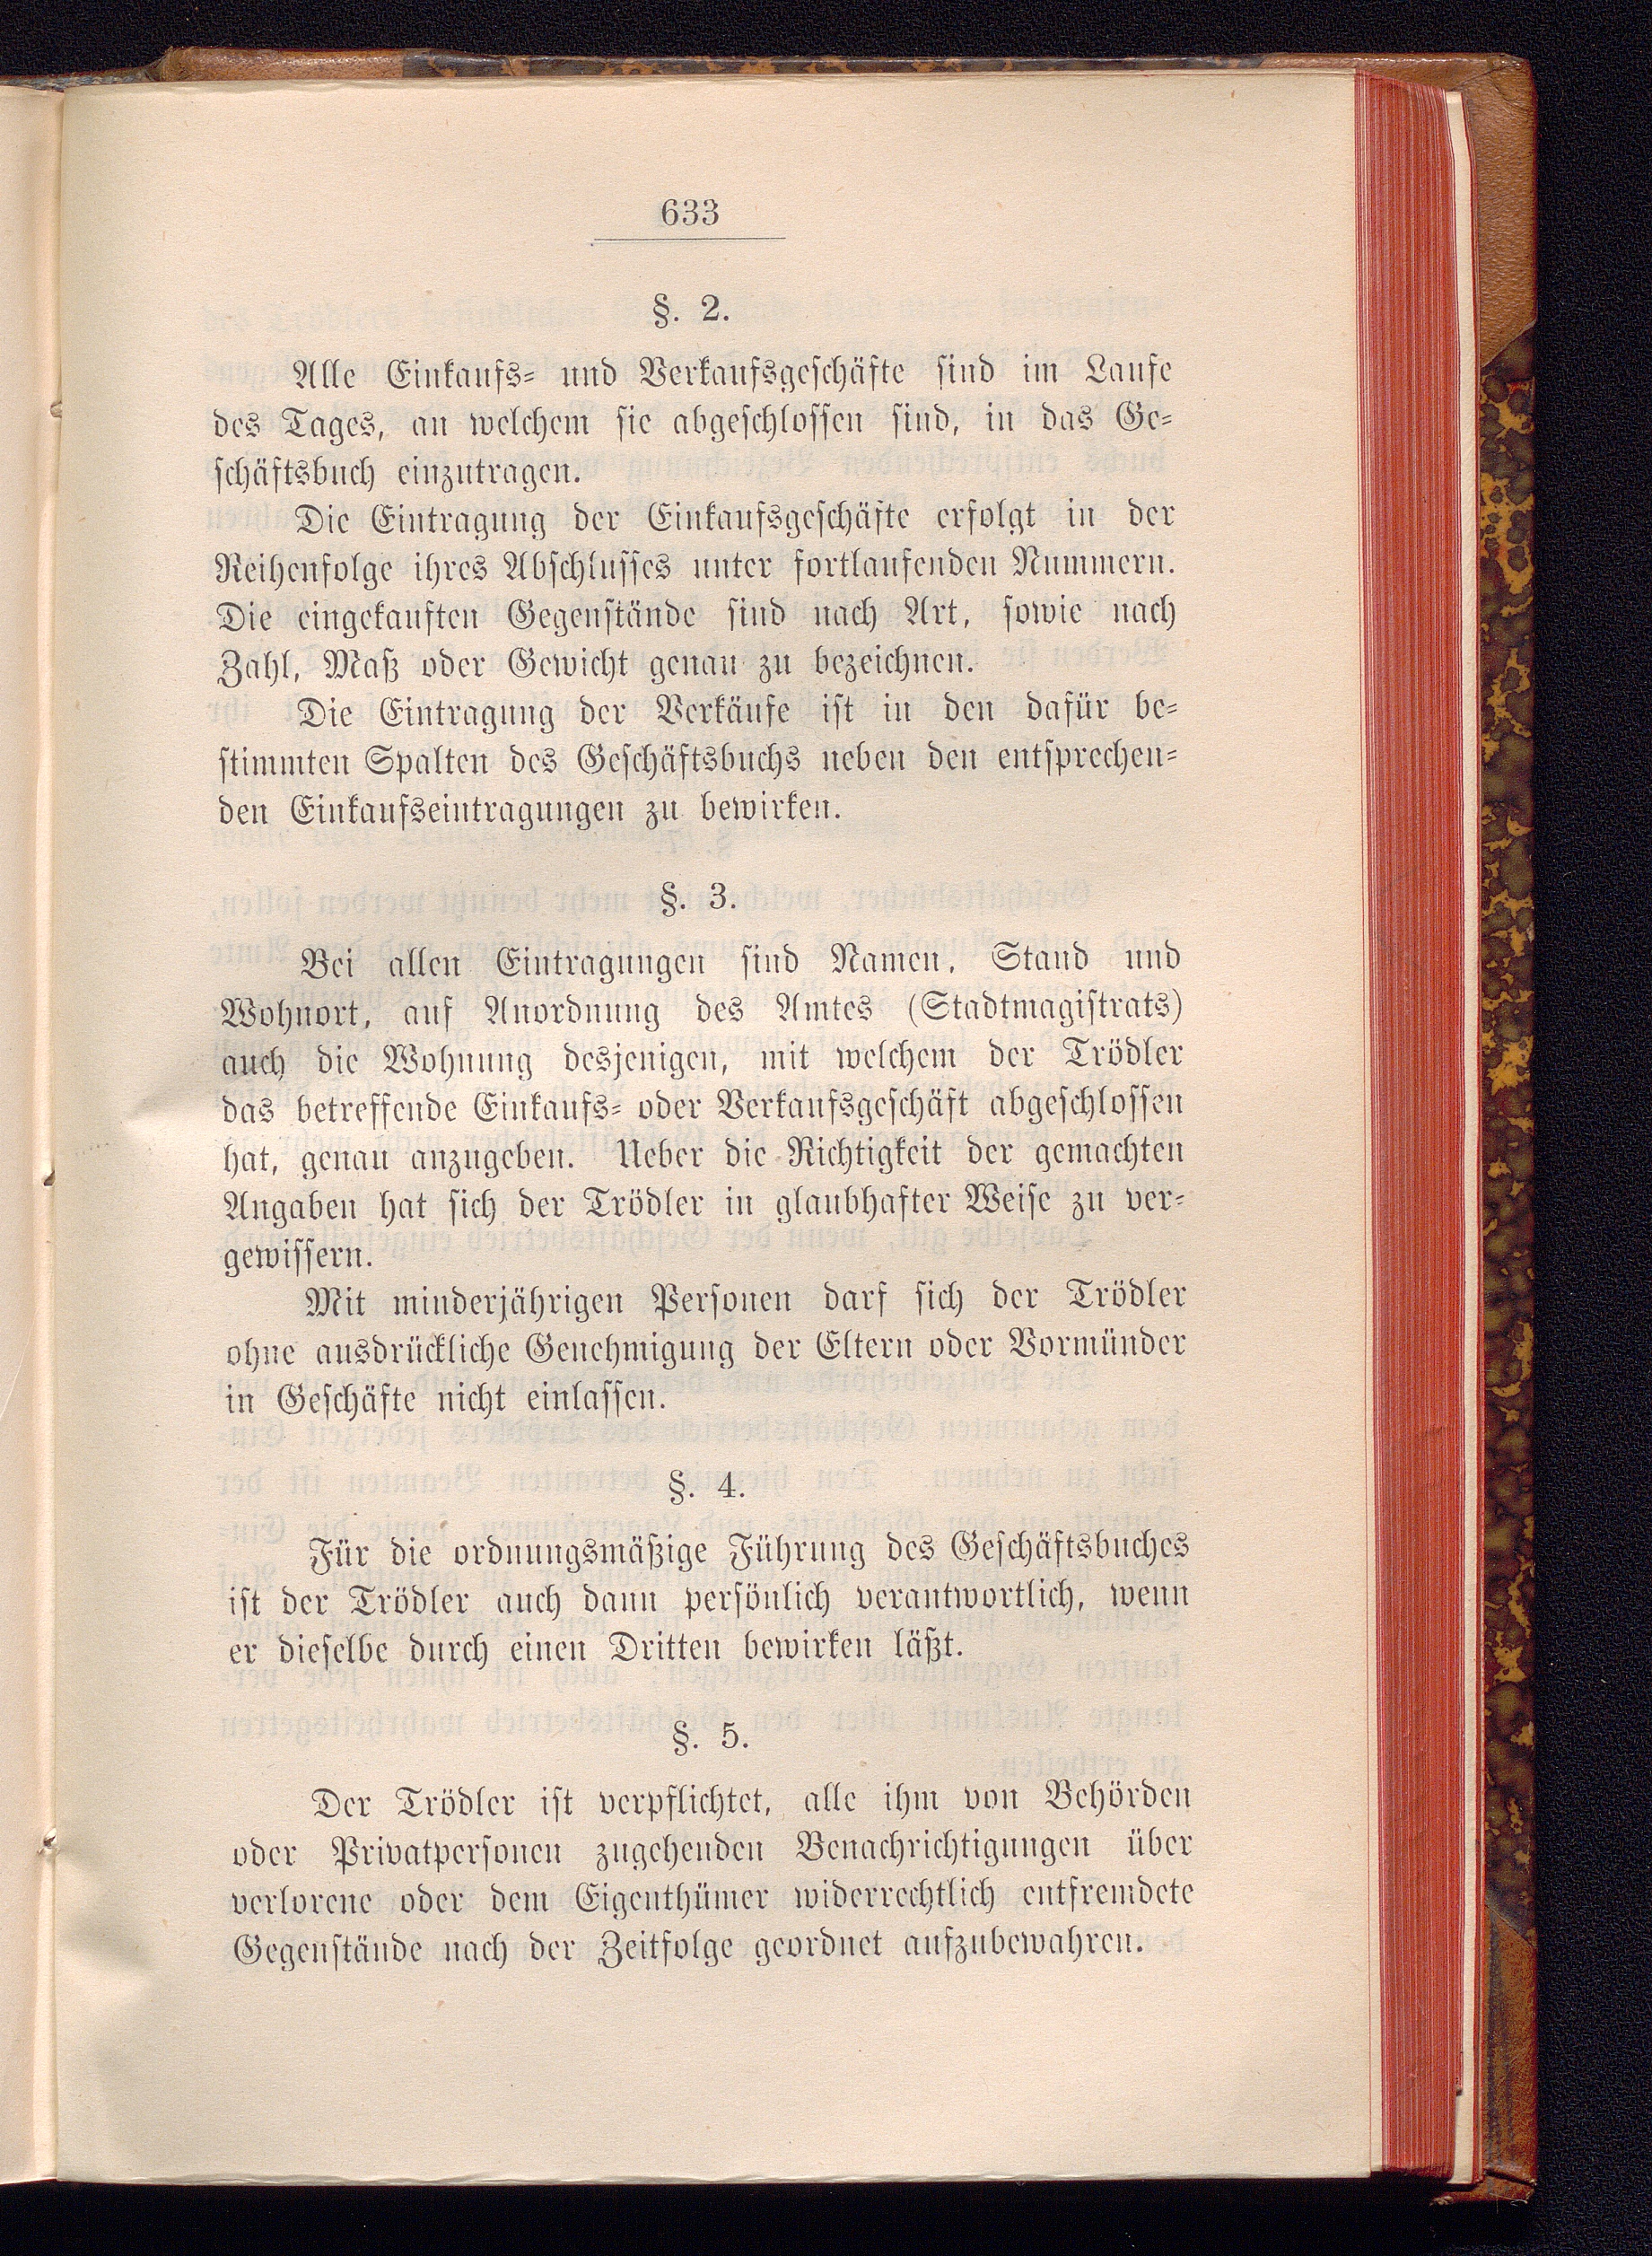 633
§. 2.
Alle Einkaufs- und Verkaufsgeschäfte sind im Laufe
des Tages, an welchem sie abgeschlossen sind, in das Ge-
schäftsbuch einzutragen.
Die Eintragung der Einkaufsgeschäfte erfolgt in der
Reihenfolge ihres Abschlusses unter fortlaufenden Nummern.
Die eingekauften Gegenstände sind nach Art, sowie nach
Zahl, Maß oder Gewicht genau zu bezeichnen.
Die Eintragung der Verkäufe ist in den dafür be-
stimmten Spalten des Geschäftsbuchs neben den entsprechen-
den Einkaufseintragungen zu bewirken.
§. 3.
Bei allen Eintragungen sind Namen, Stand und
Wohnort, auf Anordnung des Amtes (Stadtmagistrats)
auch die Wohnung desjenigen, mit welchem der Trödler
das betreffende Einkaufs- oder Verkaufsgeschäft abgeschlossen
hat, genau anzugeben. Ueber die Richtigkeit der gemachten
Angaben hat sich der Trödler in glaubhafter Weise zu ver-
gewissern.
Mit minderjährigen Personen darf sich der Trödler
ohne ausdrückliche Genehmigung der Eltern oder Vormünder
in Geschäfte nicht einlassen.
§. 4.
Für die ordnungsmäßige Führung des Geschäftsbuches
ist der Trödler auch dann persönlich verantwortlich, wenn
er dieselbe durch einen Dritten bewirken läßt.
§. 5.
Der Trödler ist verpflichtet, alle ihm von Behörden
oder Privatpersonen zugehenden Benachrichtigungen über
verlorene oder dem Eigenthümer widerrechtlich entfremdete
Gegenstände nach der Zeitfolge geordnet aufzubewahren.